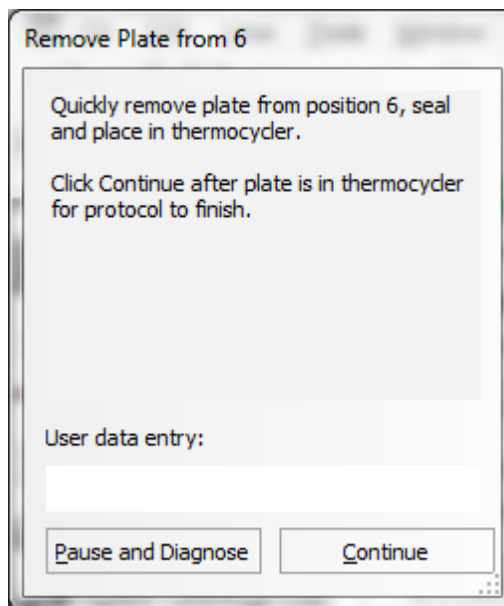 Remove Plate from 6
Quickly remove plate from position 6, seal
and place in thermocycler.
Click Continue after plate is in thermocycler
for protocol to finish.
User data entry:
Pause and Diagnose
Continue